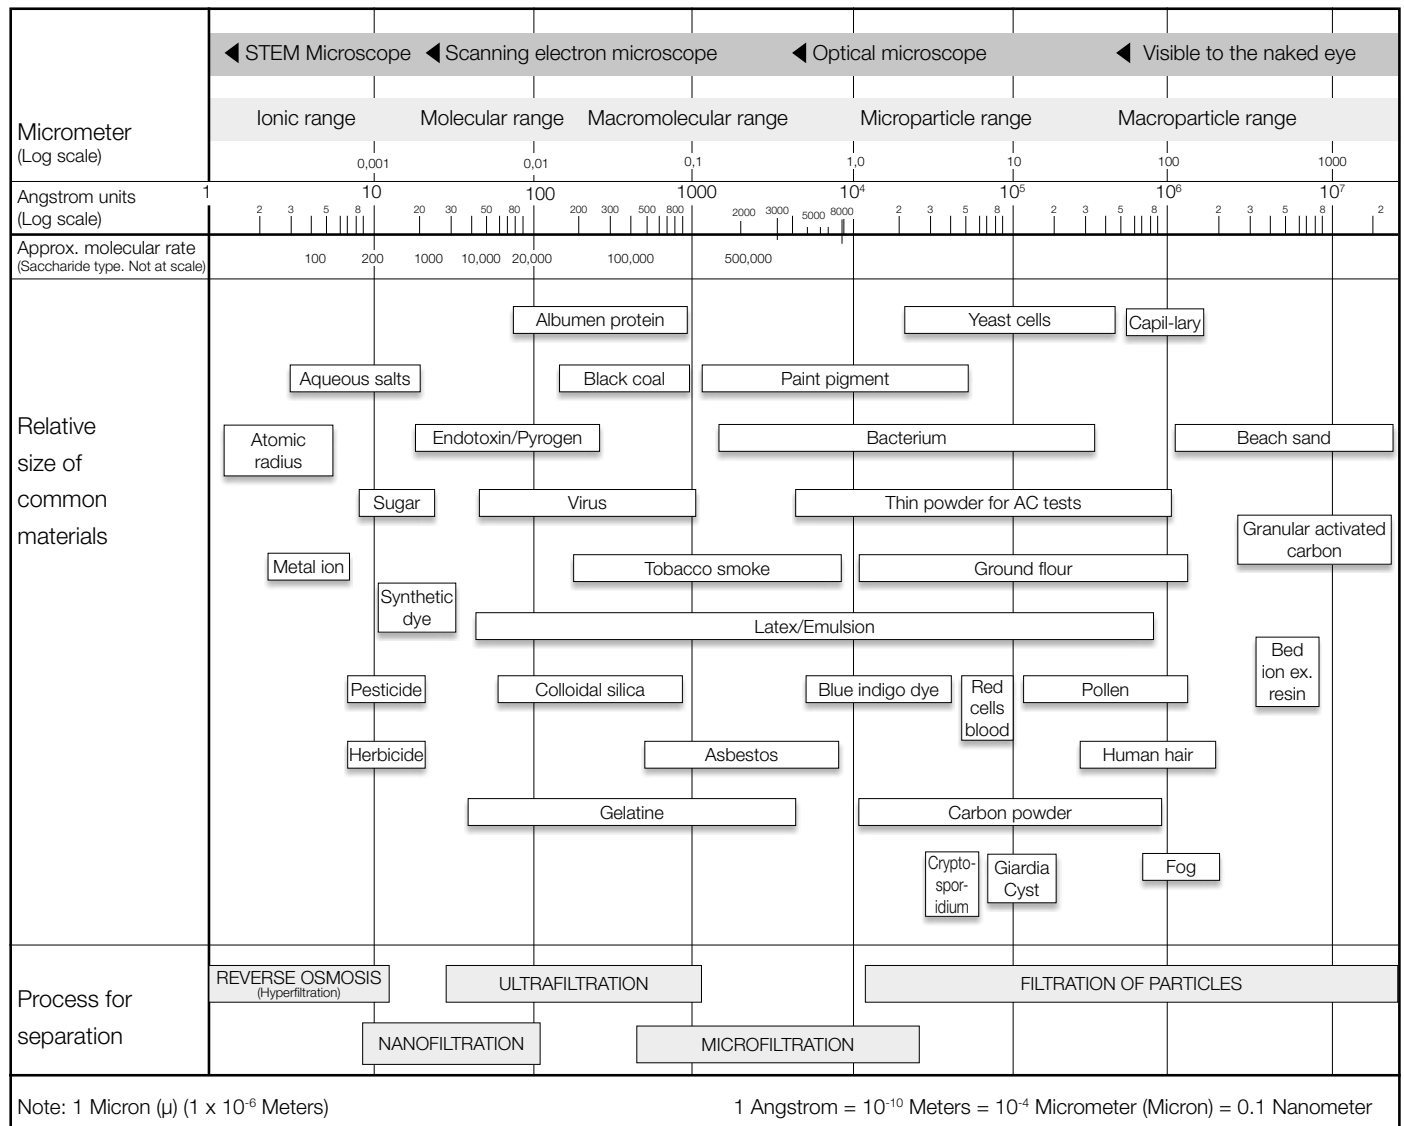 ◀ STEM Microscope ◀ Scanning electron microscope ◀ Optical microscope ◀ Visible to the naked eye
Ionic range Molecular range Macromolecular range Microparticle range Macroparticle range
Micrometer
(Log scale)
0,001 0,01 0,1 1,0 10 100 1000
Angstrom units
(Log scale)
1 10 100 1000 10⁴ 10⁵ 10⁶ 10⁷
2 3 5 8 20 30 50 80 200 300 500 800 2000 3000 5000 8000 2 3 5 8 2 3 5 8 2 3 5 8 2
Approx. molecular rate
(Saccharide type. Not at scale)
100 200 1000 10,000 20,000 100,000 500,000
Relative
size of
common
materials
Albumen protein
Yeast cells
Capil-lary
Aqueous salts
Black coal
Paint pigment
Atomic
radius
Endotoxin/Pyrogen
Bacterium
Beach sand
Sugar
Virus
Thin powder for AC tests
Granular activated
carbon
Metal ion
Tobacco smoke
Ground flour
Synthetic
dye
Latex/Emulsion
Bed
ion ex.
resin
Pesticide
Colloidal silica
Blue indigo dye
Red
cells
blood
Pollen
Herbicide
Asbestos
Human hair
Gelatine
Carbon powder
Crypto-
spor-
idium
Giardia
Cyst
Fog
Process for
separation
REVERSE OSMOSIS
(Hyperfiltration)
ULTRAFILTRATION
FILTRATION OF PARTICLES
NANOFILTRATION
MICROFILTRATION
Note: 1 Micron (µ) (1 x 10⁻⁶ Meters)
1 Angstrom = 10⁻¹⁰ Meters = 10⁻⁴ Micrometer (Micron) = 0.1 Nanometer